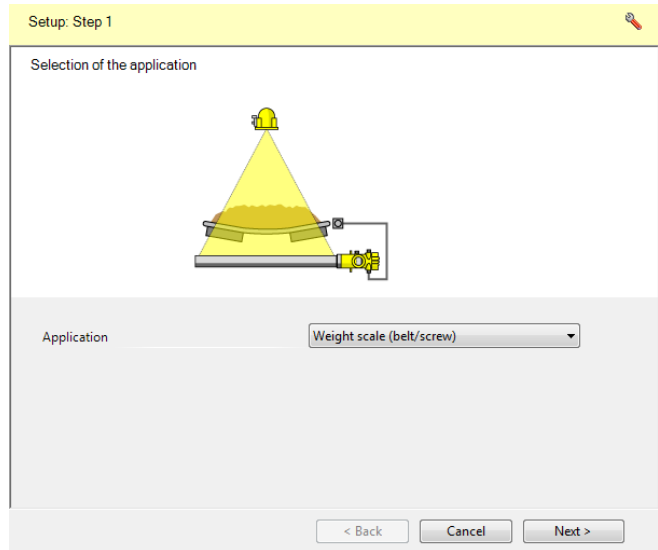 Setup: Step 1
Selection of the application
Application
Weight scale (belt/screw)
< Back
Cancel
Next >